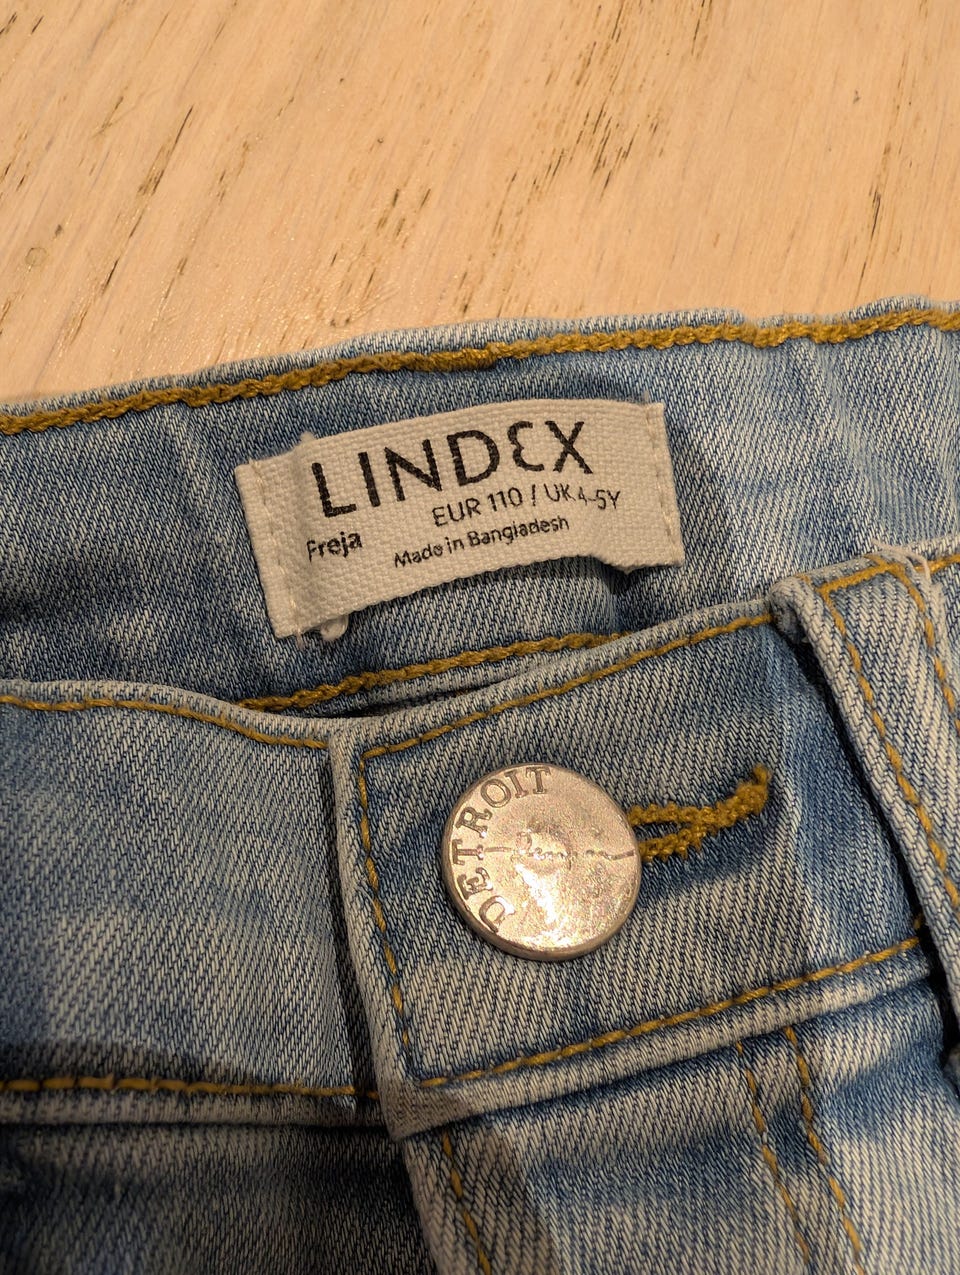 LINDEX
EUR 110 / UK 4-5Y
Freja
Made in Bangladesh
DETROIT